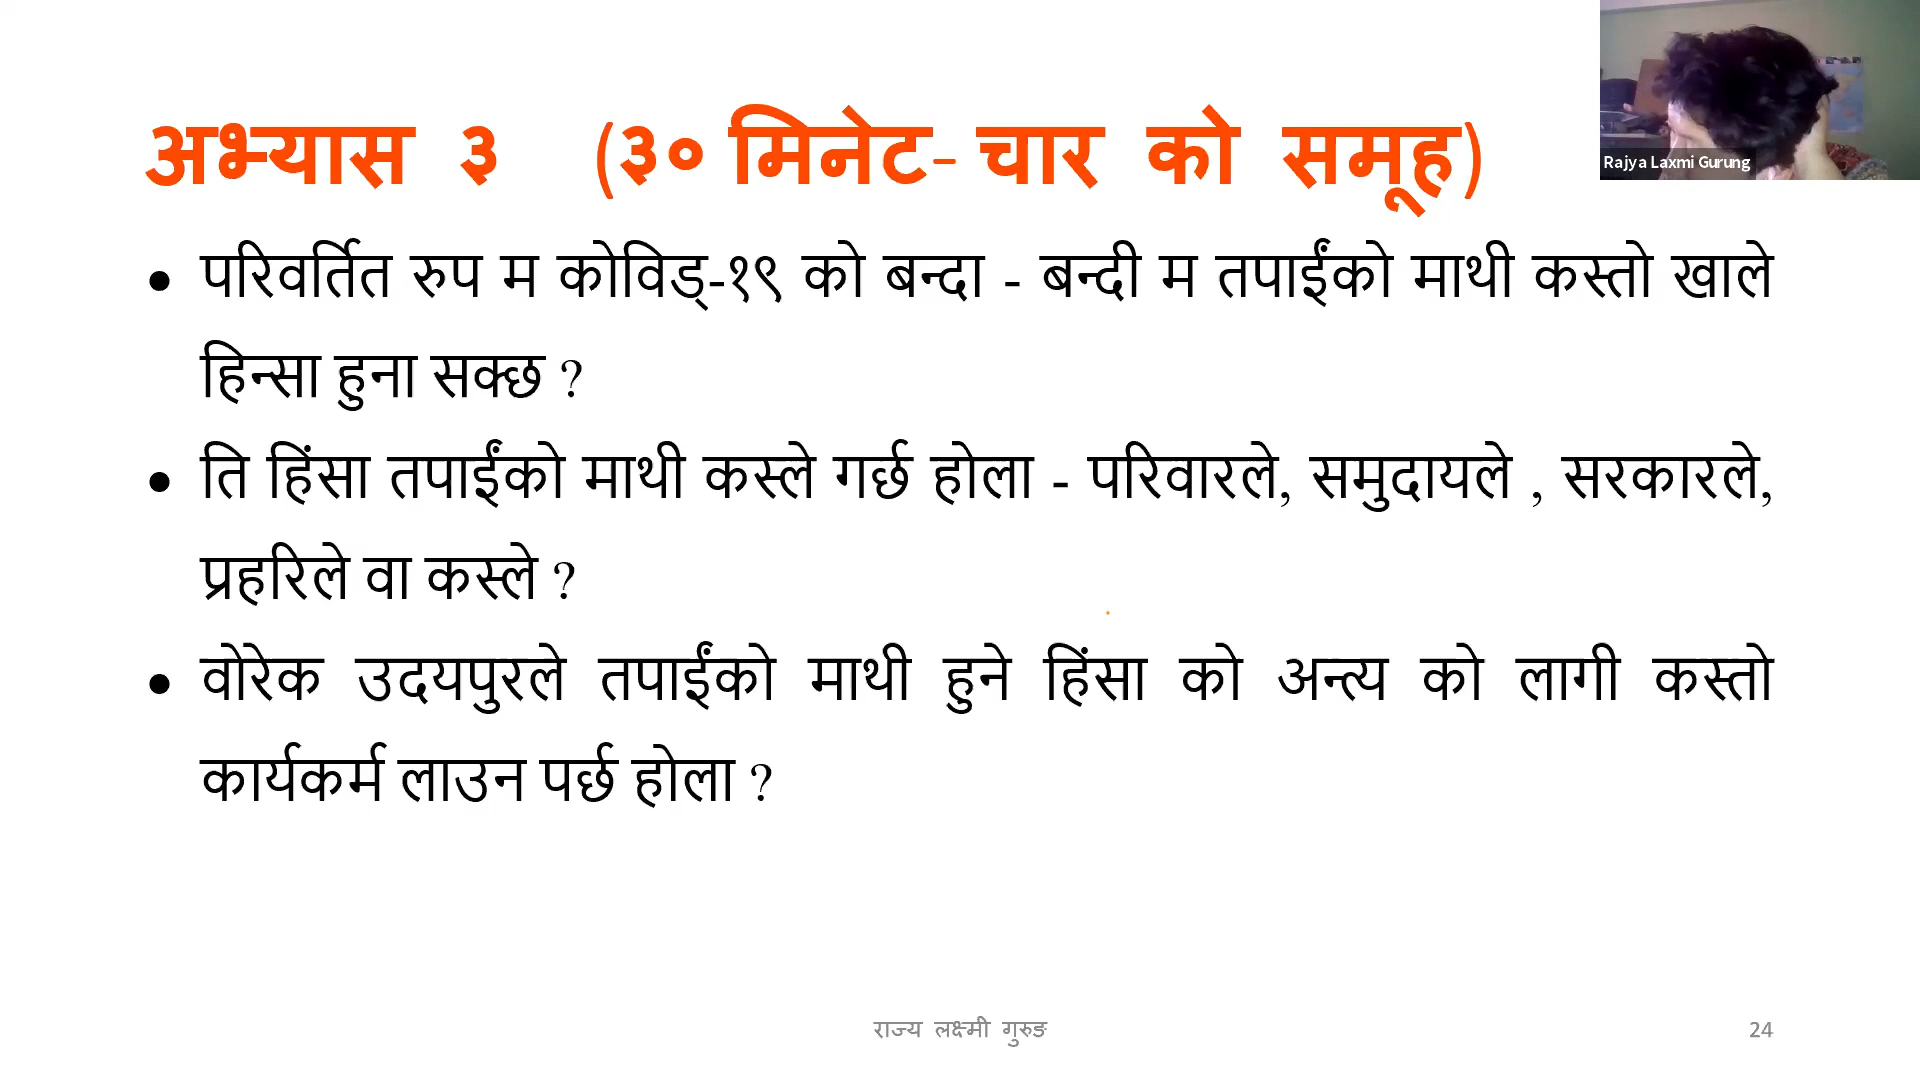 Rajya Laxmi Gurung
अभ्यास ३ (३० मिनेट- चार को समूह)
• परिवर्तित रुप म कोविड्-१९ को बन्दा - बन्दी म तपाईंको माथी कस्तो खाले
हिन्सा हुना सक्छ ?
• ति हिंसा तपाईंको माथी कस्ले गर्छ होला - परिवारले, समुदायले , सरकारले,
प्रहरिले वा कस्ले ?
• वोरेक उदयपुरले तपाईंको माथी हुने हिंसा को अन्त्य को लागी कस्तो
कार्यकर्म लाउन पर्छ होला ?
राज्य लक्ष्मी गुरुङ
24